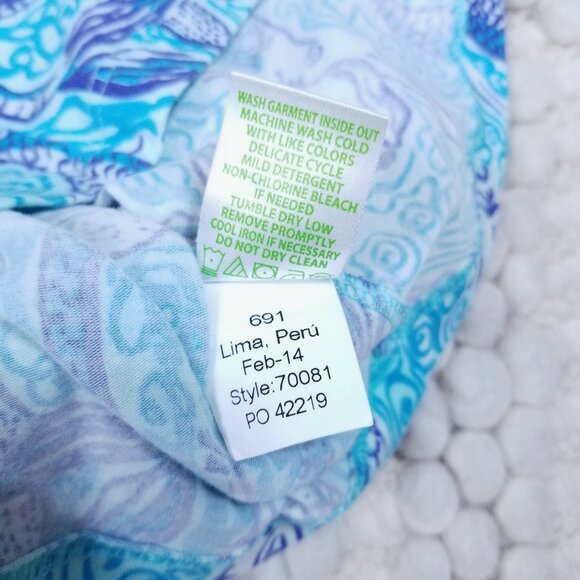 WASH GARMENT INSIDE OUT
MACHINE WASH COLD
WITH LIKE COLORS
DELICATE CYCLE
MILD DETERGENT
NON-CHLORINE BLEACH
IF NEEDED
TUMBLE DRY LOW
REMOVE PROMPTLY
COOL IRON IF NECESSARY
DO NOT DRY CLEAN
691
Lima, Perú
Feb-14
Style:70081
PO 42219